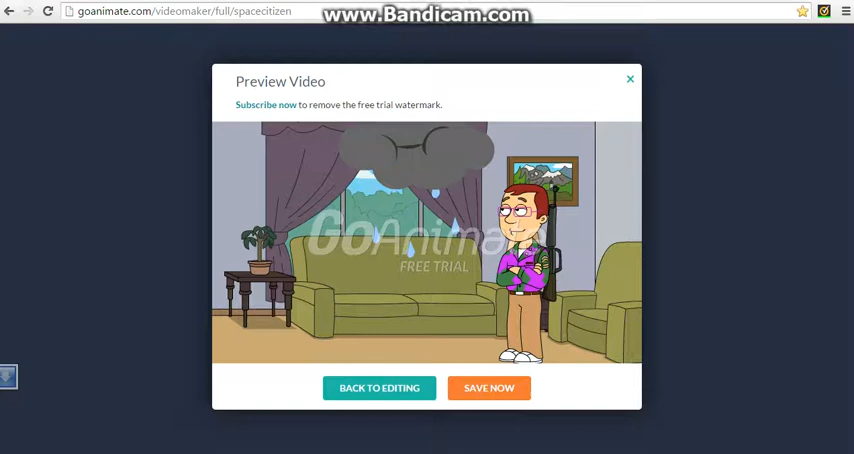 goanimate.com/videomaker/full/spacecitizen
www.Bandicam.com
Preview Video
Subscribe now to remove the free trial watermark.
GoAnimate
FREE TRIAL
BACK TO EDITING
SAVE NOW